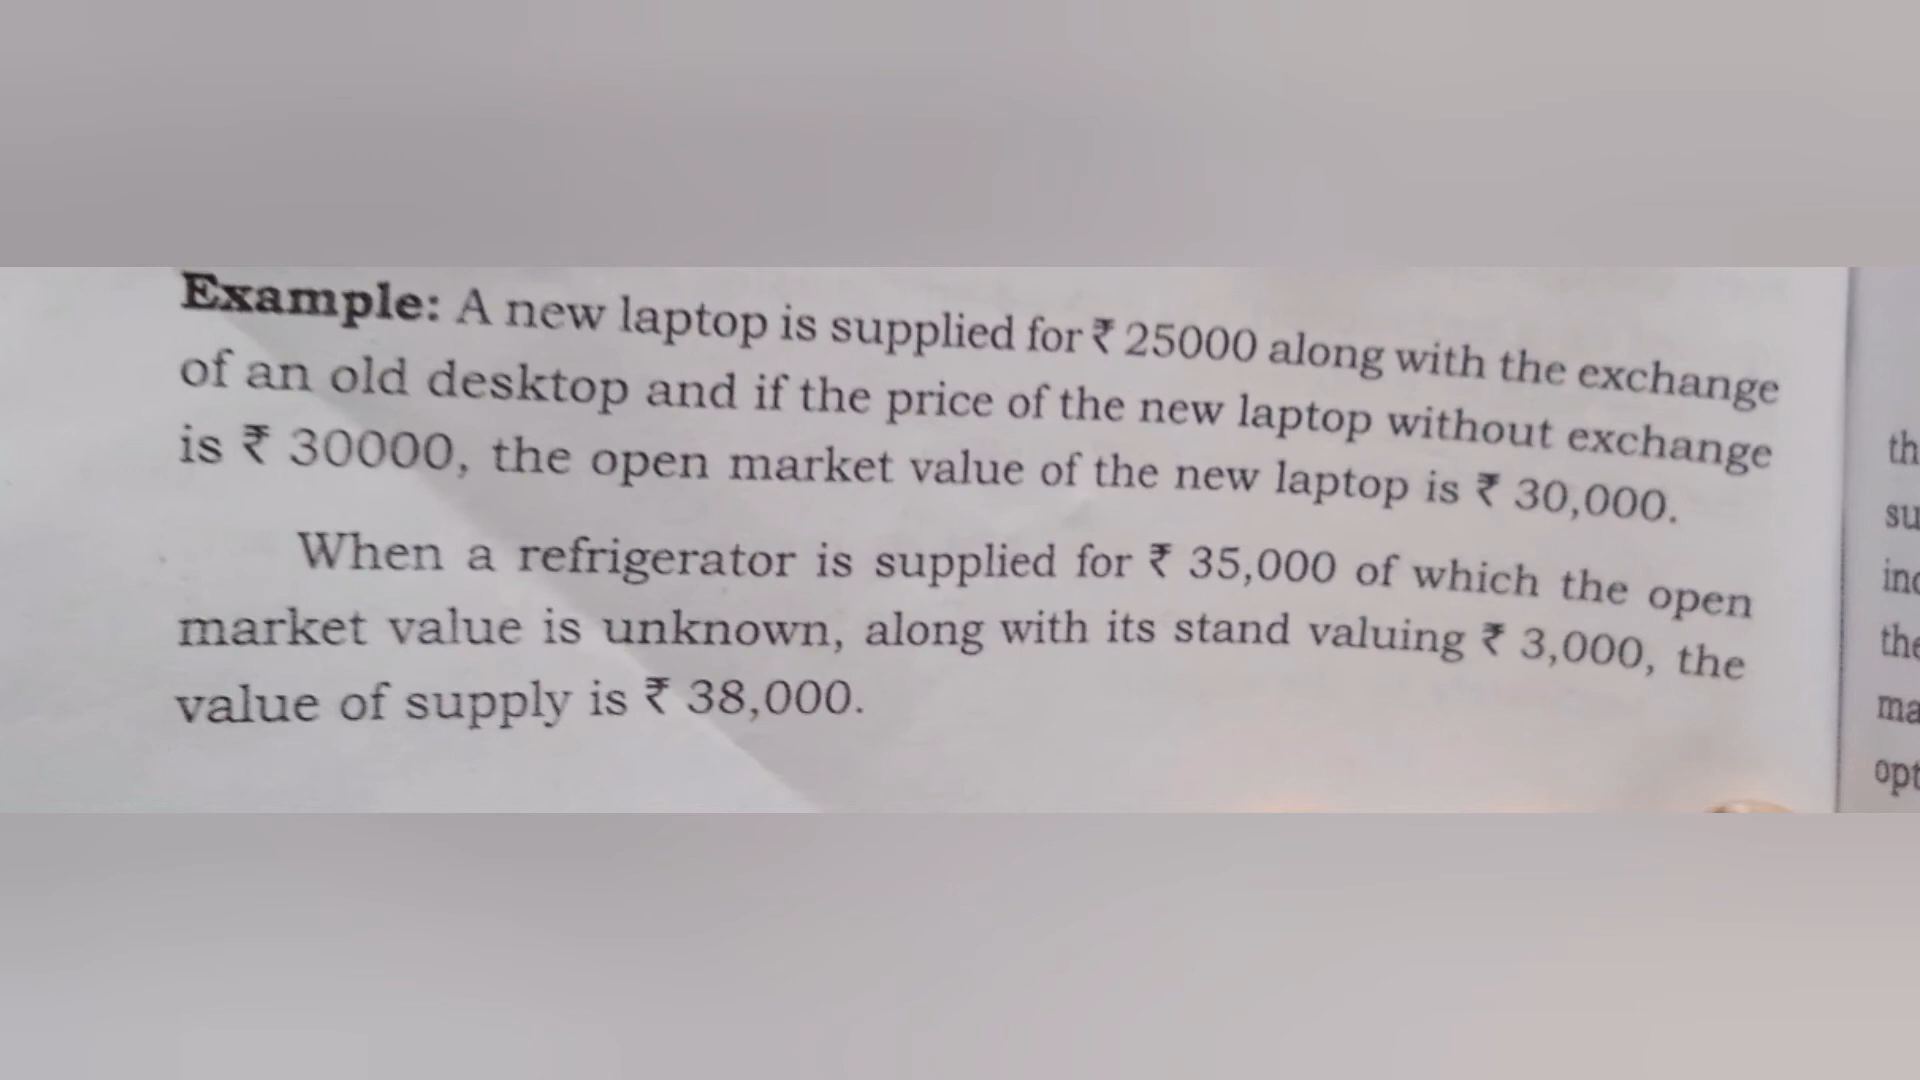 Example: A new laptop is supplied for ₹ 25000 along with the exchange
of an old desktop and if the price of the new laptop without exchange
is ₹ 30000, the open market value of the new laptop is ₹ 30,000.
When a refrigerator is supplied for ₹ 35,000 of which the open
market value is unknown, along with its stand valuing ₹ 3,000, the
value of supply is ₹ 38,000.
th
su
inc
the
ma
opt